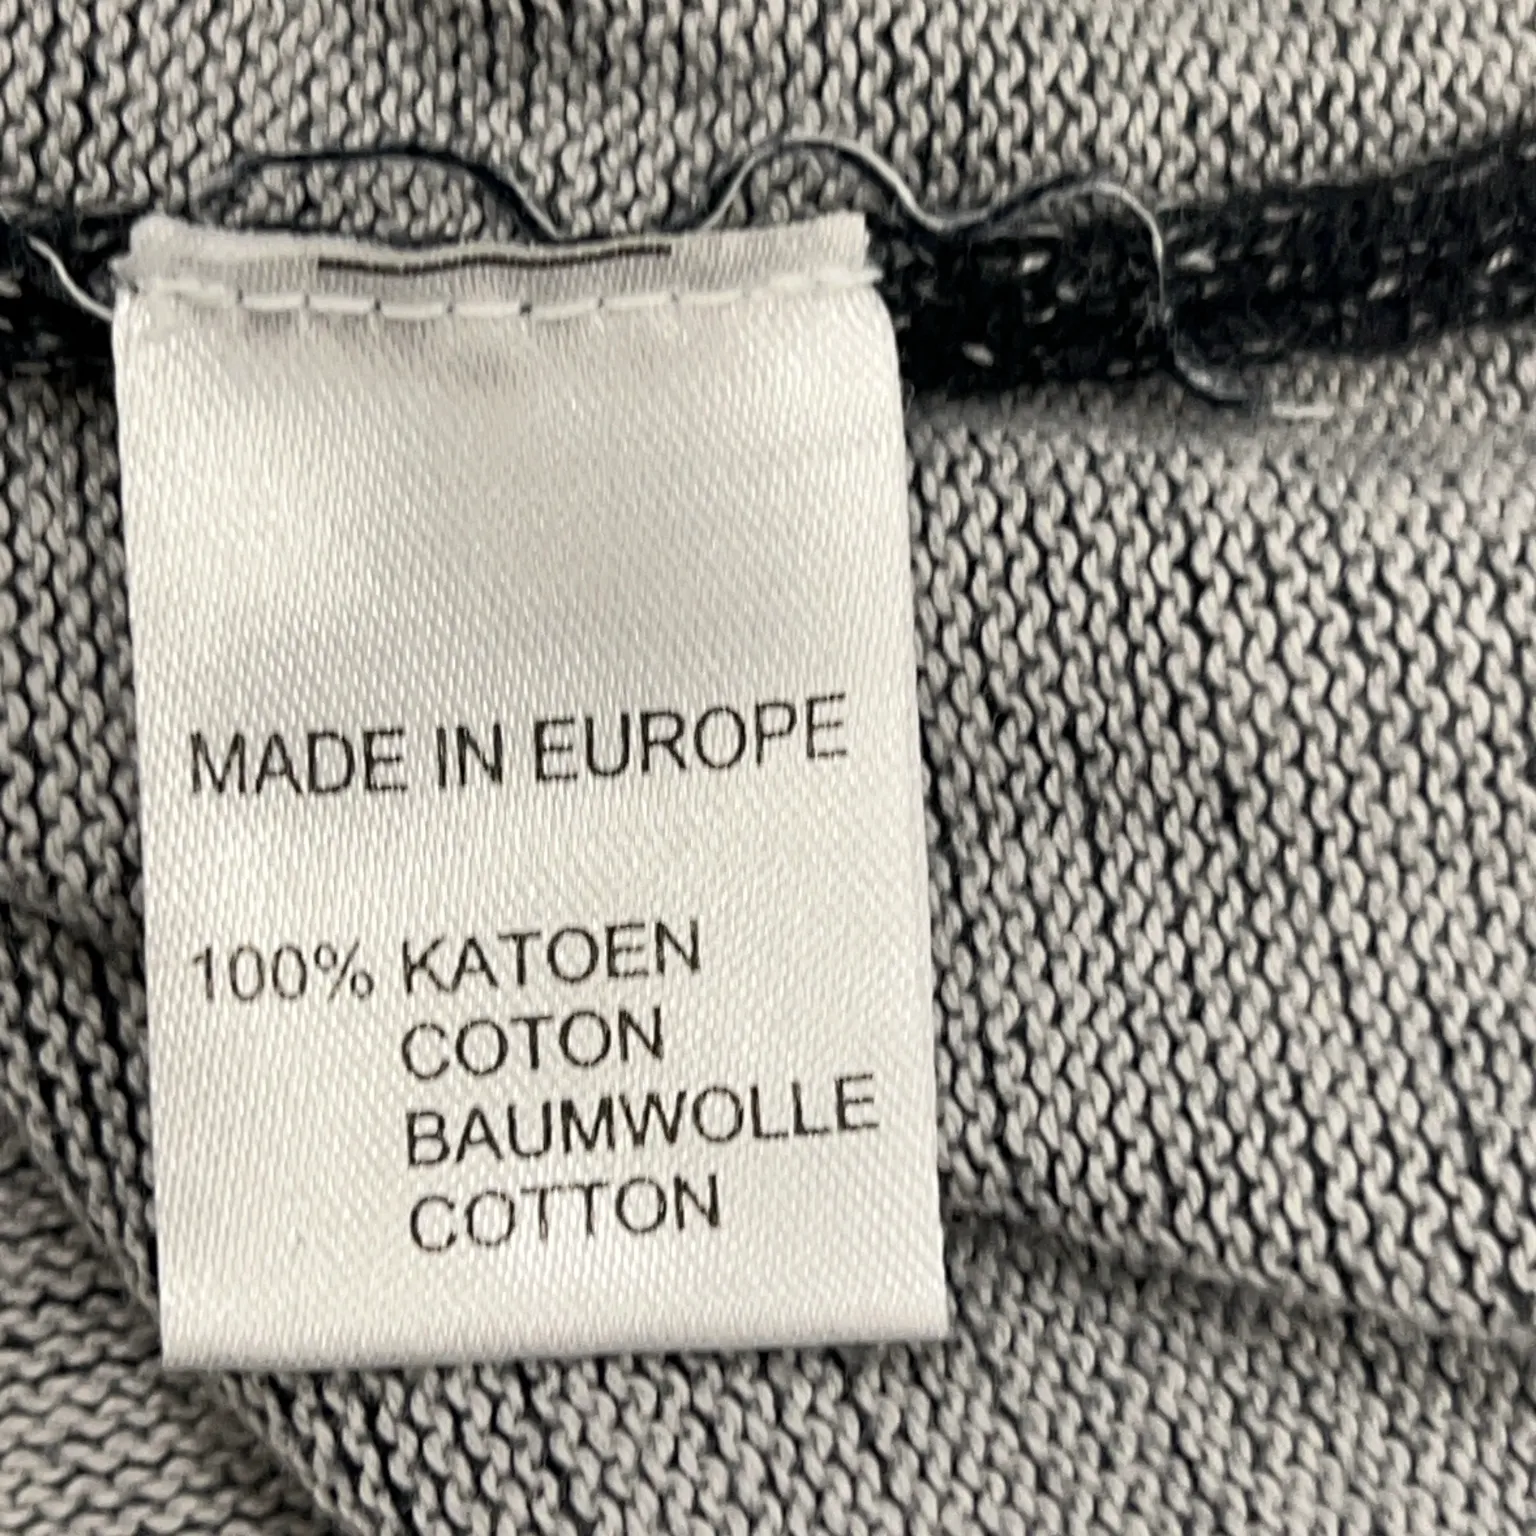 MADE IN EUROPE
100% KATOEN
COTON
BAUMWOLLE
COTTON